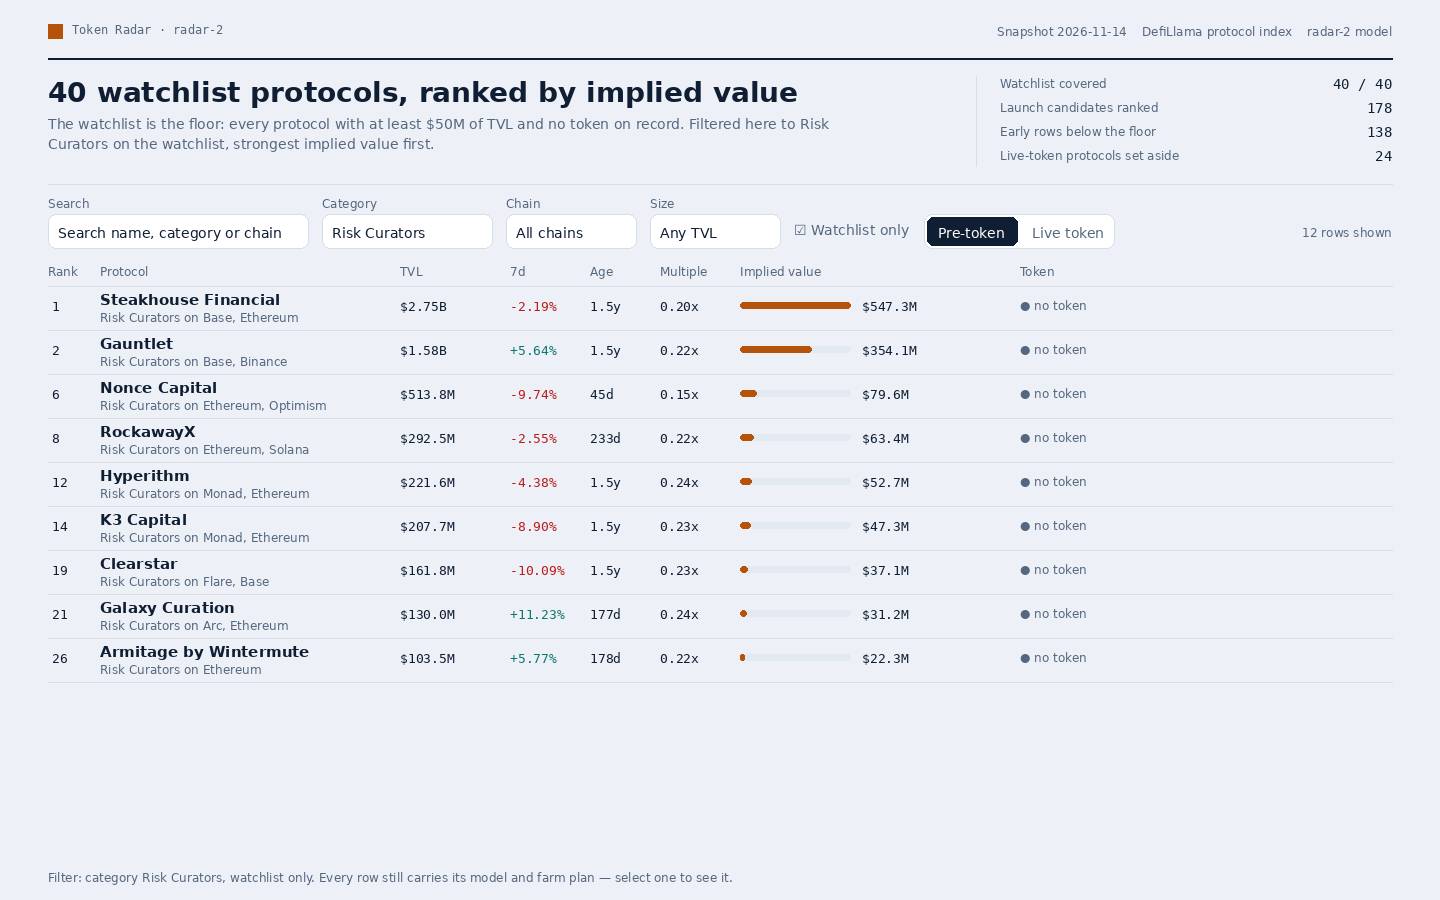 Token Radar · radar-2
Snapshot 2026-11-14 DefiLlama protocol index radar-2 model
40 watchlist protocols, ranked by implied value
The watchlist is the floor: every protocol with at least $50M of TVL and no token on record. Filtered here to Risk
Curators on the watchlist, strongest implied value first.
Watchlist covered 40 / 40
Launch candidates ranked 178
Early rows below the floor 138
Live-token protocols set aside 24
Search Category Chain Size
Search name, category or chain Risk Curators All chains Any TVL ☑ Watchlist only Pre-token Live token 12 rows shown
Rank Protocol TVL 7d Age Multiple Implied value Token
1 Steakhouse Financial $2.75B -2.19% 1.5y 0.20x $547.3M ● no token
Risk Curators on Base, Ethereum
2 Gauntlet $1.58B +5.64% 1.5y 0.22x $354.1M ● no token
Risk Curators on Base, Binance
6 Nonce Capital $513.8M -9.74% 45d 0.15x $79.6M ● no token
Risk Curators on Ethereum, Optimism
8 RockawayX $292.5M -2.55% 233d 0.22x $63.4M ● no token
Risk Curators on Ethereum, Solana
12 Hyperithm $221.6M -4.38% 1.5y 0.24x $52.7M ● no token
Risk Curators on Monad, Ethereum
14 K3 Capital $207.7M -8.90% 1.5y 0.23x $47.3M ● no token
Risk Curators on Monad, Ethereum
19 Clearstar $161.8M -10.09% 1.5y 0.23x $37.1M ● no token
Risk Curators on Flare, Base
21 Galaxy Curation $130.0M +11.23% 177d 0.24x $31.2M ● no token
Risk Curators on Arc, Ethereum
26 Armitage by Wintermute $103.5M +5.77% 178d 0.22x $22.3M ● no token
Risk Curators on Ethereum
Filter: category Risk Curators, watchlist only. Every row still carries its model and farm plan — select one to see it.